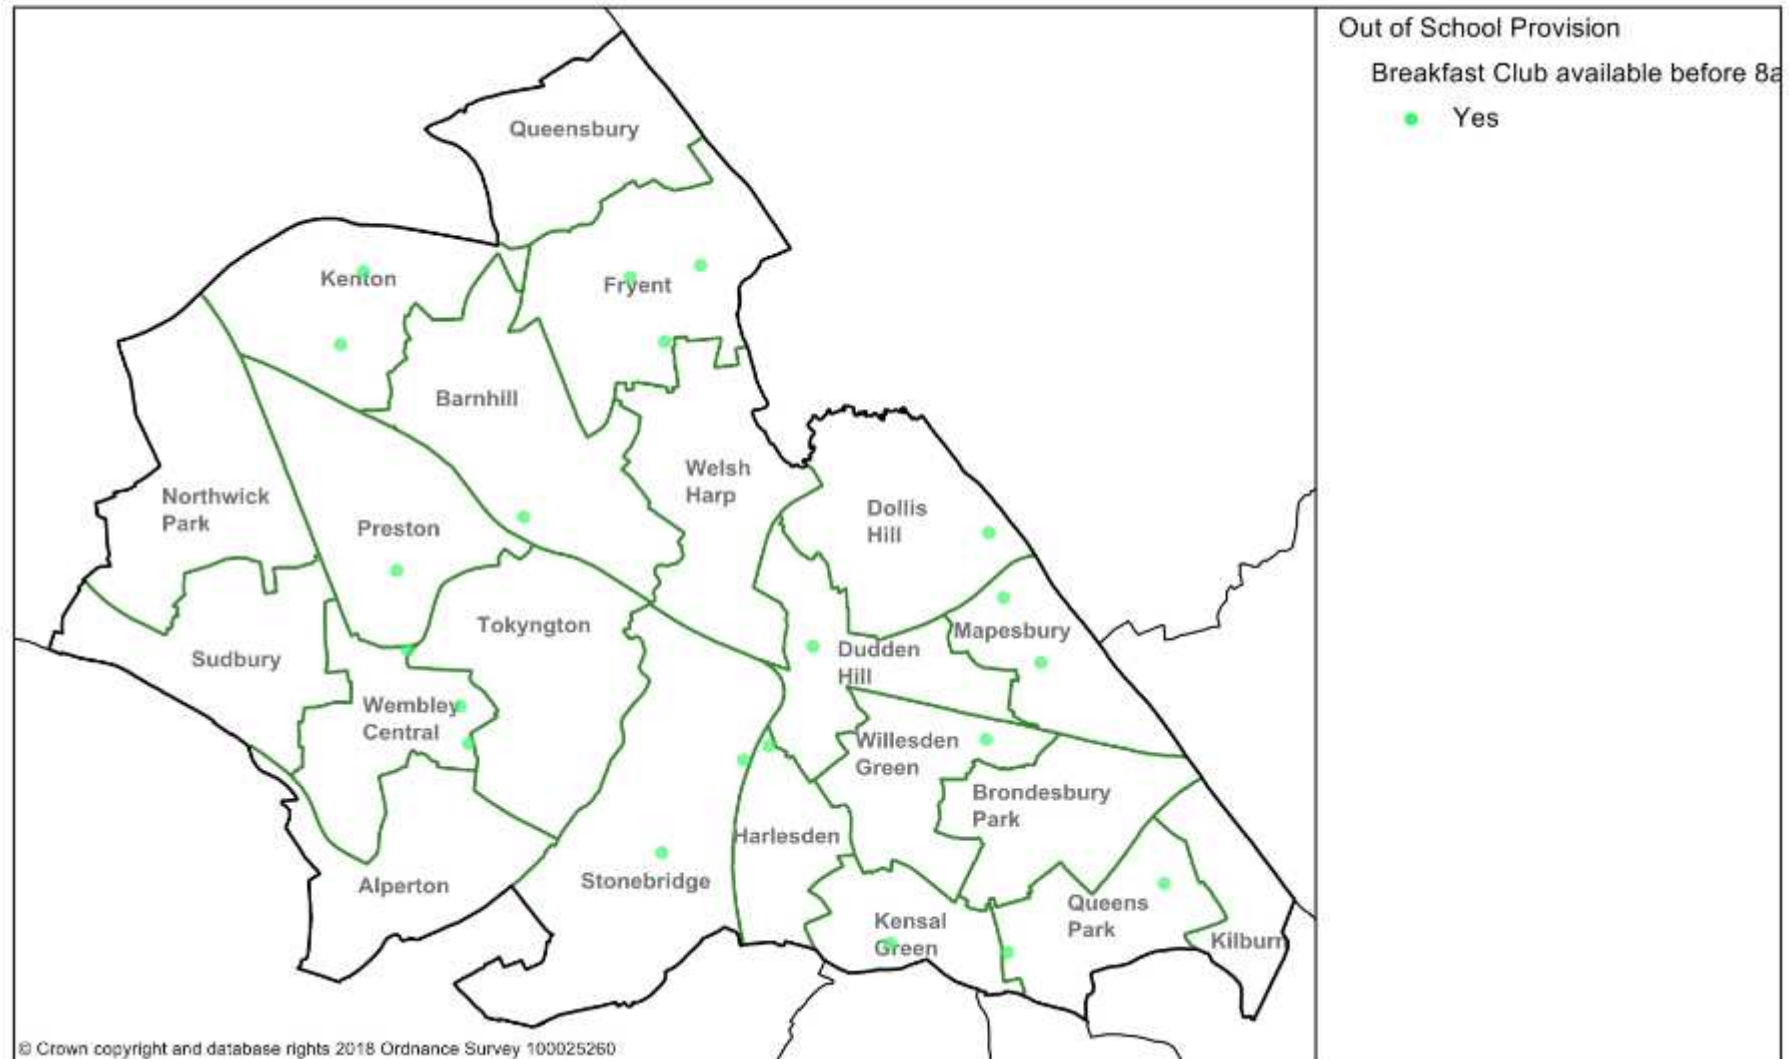 Out of School Provision
Breakfast Club available before 8a
Yes
Queensbury
Kenton
Fryent
Barnhill
Welsh
Harp
Northwick
Park
Preston
Dollis
Hill
Tokyngton
Mapesbury
Sudbury
Dudden
Hill
Wembley
Central
Willesden
Green
Brondesbury
Park
Harlesden
Alperton
Stonebridge
Queens
Park
Kensal
Green
Kilburn
© Crown copyright and database rights 2018 Ordnance Survey 100025260